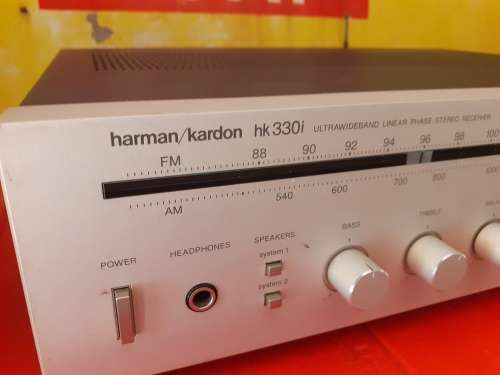 harman/kardon hk330i ULTRAWIDEBAND LINEAR PHASE STEREO RECEIVER
FM 88 90 92 94 96 98 100
AM 540 600 700 800 1000
POWER
HEADPHONES
SPEAKERS
system 1
system 2
BASS
TREBLE